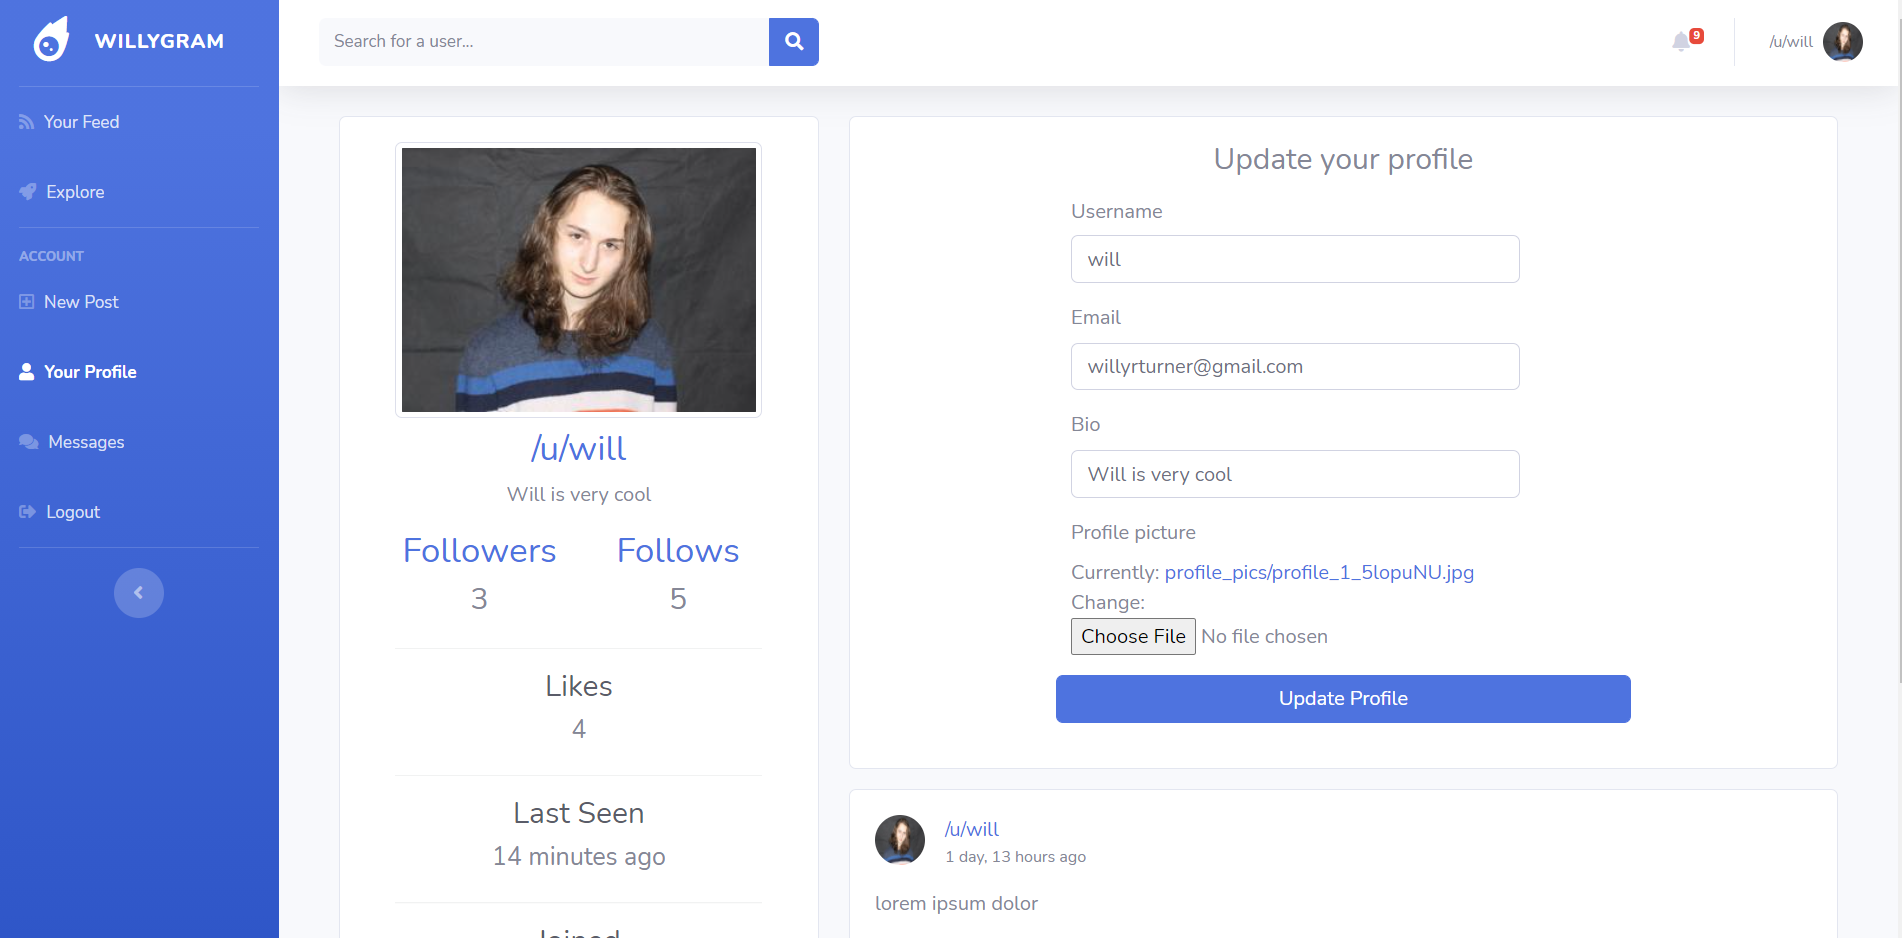 WILLYGRAM
Search for a user...
9
/u/will
Your Feed
Explore
ACCOUNT
New Post
Your Profile
Messages
Logout
/u/will
Will is very cool
Followers
Follows
3
5
Likes
4
Last Seen
14 minutes ago
Joined
Update your profile
Username
will
Email
willyrturner@gmail.com
Bio
Will is very cool
Profile picture
Currently: profile_pics/profile_1_5lopuNU.jpg
Change:
Choose File No file chosen
Update Profile
/u/will
1 day, 13 hours ago
lorem ipsum dolor